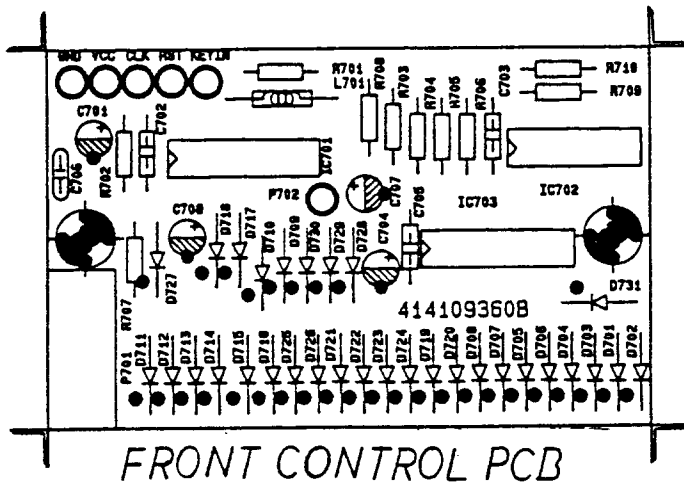 GND VCC CLK RST KEYIN
R701
L701
R708
R703
R704
R705
R706
C703
R710
R709
C701
C702
IC701
C706
R702
P702
C707
C705
IC703
IC702
C708
D718
D717
D710
D709
D730
D729
D728
C704
D727
R707
D731
414109360B
P701
D711
D712
D713
D714
D715
D716
D725
D726
D721
D722
D723
D724
D719
D720
D708
D707
D705
D706
D704
D703
D701
D702
FRONT CONTROL PCB